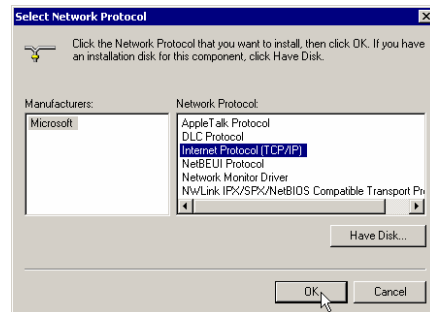 Select Network Protocol
Click the Network Protocol that you want to install, then click OK. If you have
an installation disk for this component, click Have Disk.
Manufacturers:
Network Protocol:
Microsoft
AppleTalk Protocol
DLC Protocol
Internet Protocol (TCP/IP)
NetBEUI Protocol
Network Monitor Driver
NWLink IPX/SPX/NetBIOS Compatible Transport Pr
Have Disk...
OK
Cancel